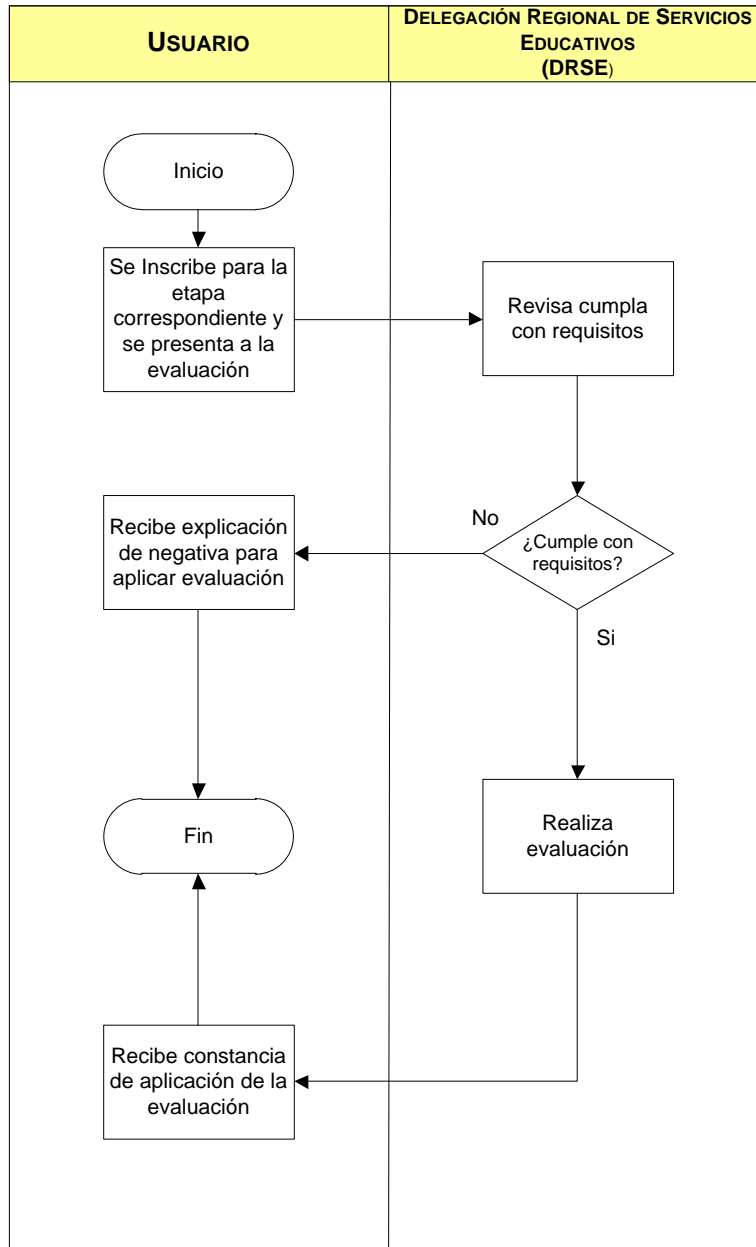 USUARIO
DELEGACIÓN REGIONAL DE SERVICIOS
EDUCATIVOS
(DRSE)
Inicio
Se Inscribe para la
etapa
correspondiente y
se presenta a la
evaluación
Revisa cumpla
con requisitos
¿Cumple con
requisitos?
No
Recibe explicación
de negativa para
aplicar evaluación
Si
Realiza
evaluación
Fin
Recibe constancia
de aplicación de la
evaluación